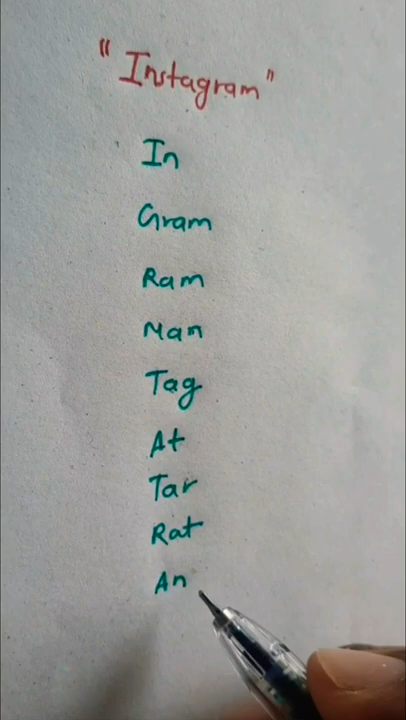 "Instagram"
In
Gram
Ram
Man
Tag
At
Tar
Rat
An